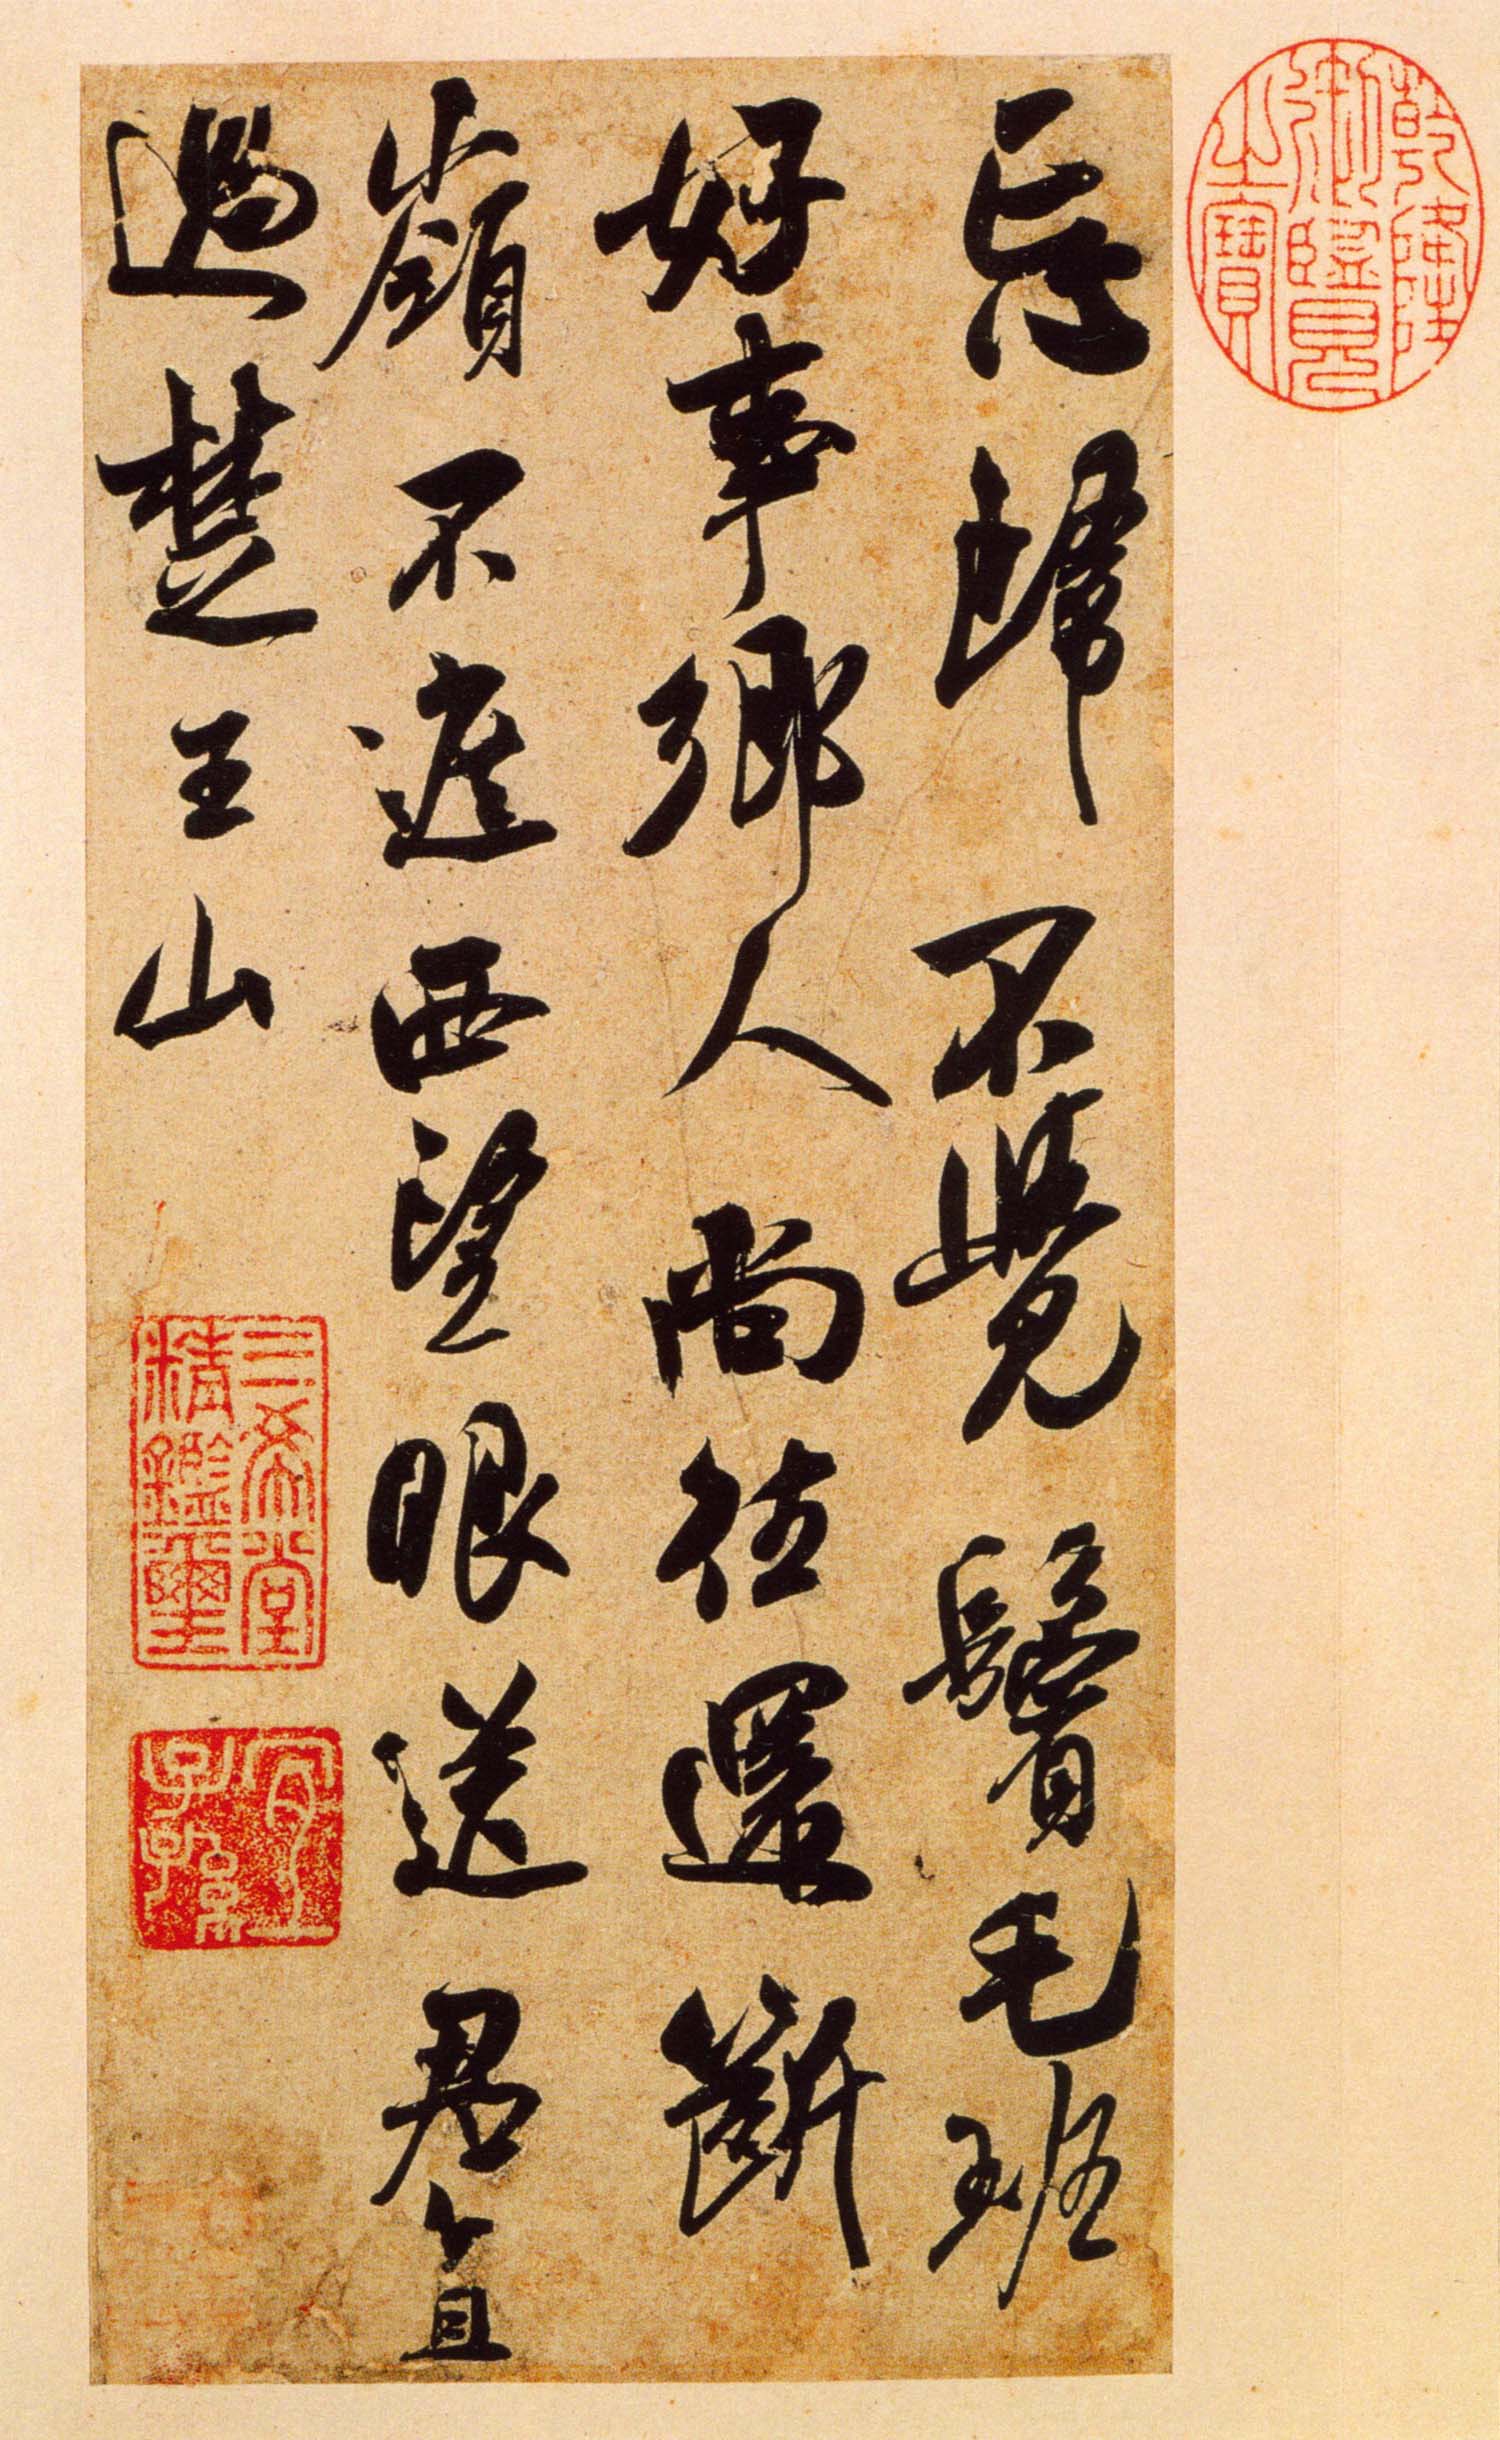 乾隆
御覽
之寶
忘歸不覺鬢毛班
好事鄉人尚往還斷
嶺不遮西望眼送君直
過楚王山
三希堂
精鑑璽
宜
子孫